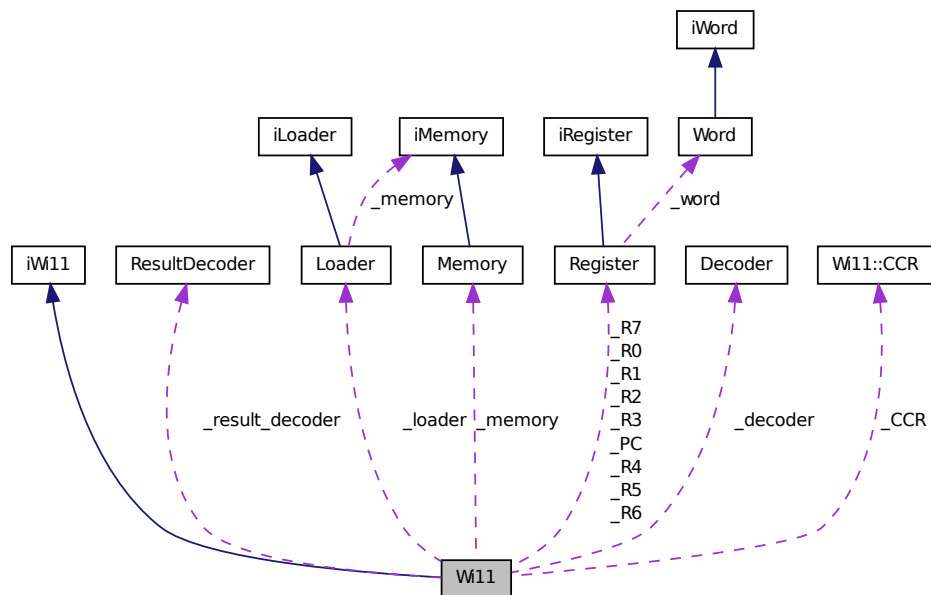 iWord
iLoader
iMemory
iRegister
Word
_memory
_word
iWi11
ResultDecoder
Loader
Memory
Register
Decoder
Wi11::CCR
_R7
_R0
_R1
_R2
_R3
_PC
_R4
_R5
_R6
_result_decoder
_loader
_memory
_decoder
_CCR
Wi11